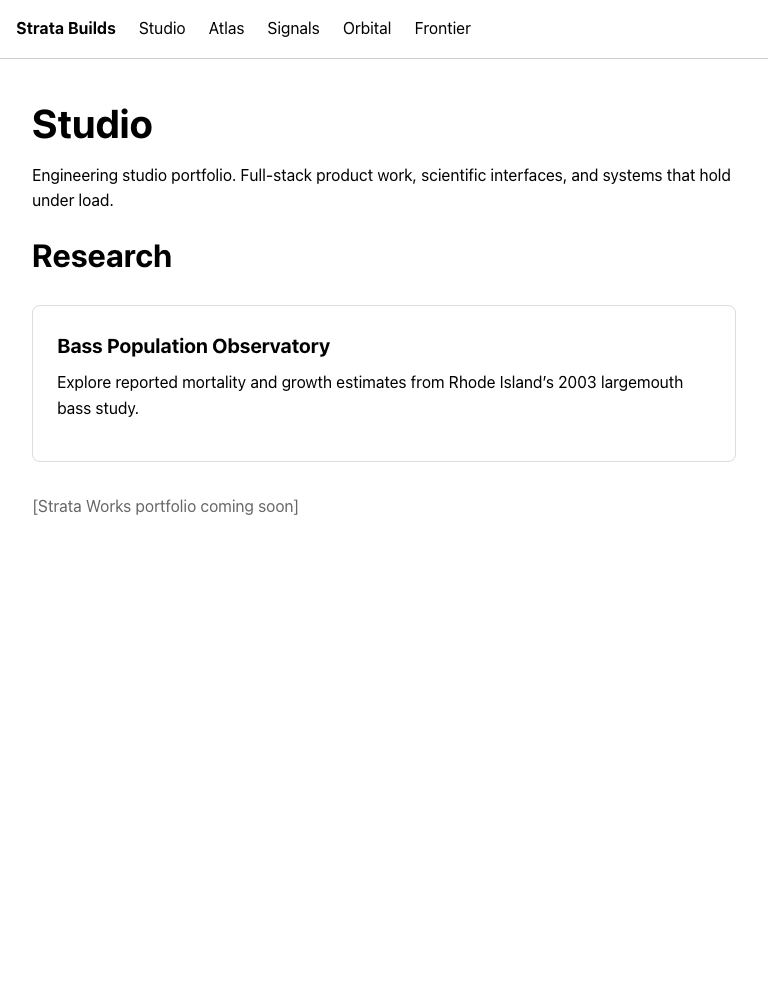 Strata Builds Studio Atlas Signals Orbital Frontier
Studio
Engineering studio portfolio. Full-stack product work, scientific interfaces, and systems that hold
under load.
Research
Bass Population Observatory
Explore reported mortality and growth estimates from Rhode Island’s 2003 largemouth
bass study.
[Strata Works portfolio coming soon]